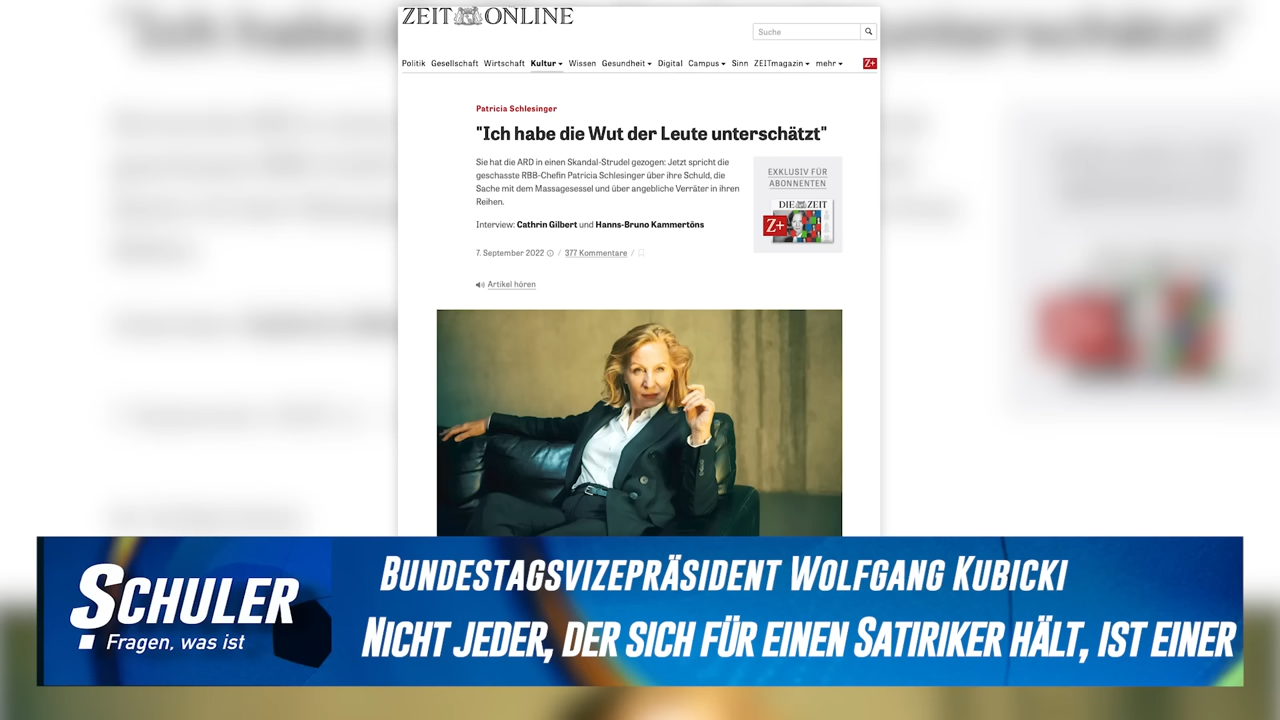 ZEIT ONLINE
Suche
Politik Gesellschaft Wirtschaft Kultur Wissen Gesundheit Digital Campus Sinn ZEITmagazin mehr Z+
Patricia Schlesinger
"Ich habe die Wut der Leute unterschätzt"
Sie hat die ARD in einen Skandal-Strudel gezogen: Jetzt spricht die
geschasste RBB-Chefin Patricia Schlesinger über ihre Schuld, die
Sache mit dem Massagesessel und über angebliche Verräter in ihren
Reihen.
EXKLUSIV FÜR
ABONNENTEN
DIE ZEIT
Z+
Interview: Cathrin Gilbert und Hanns-Bruno Kammertöns
7. September 2022 / 377 Kommentare /
Artikel hören
SCHULER
Fragen, was ist
BUNDESTAGSVIZEPRÄSIDENT WOLFGANG KUBICKI
NICHT JEDER, DER SICH FÜR EINEN SATIRIKER HÄLT, IST EINER